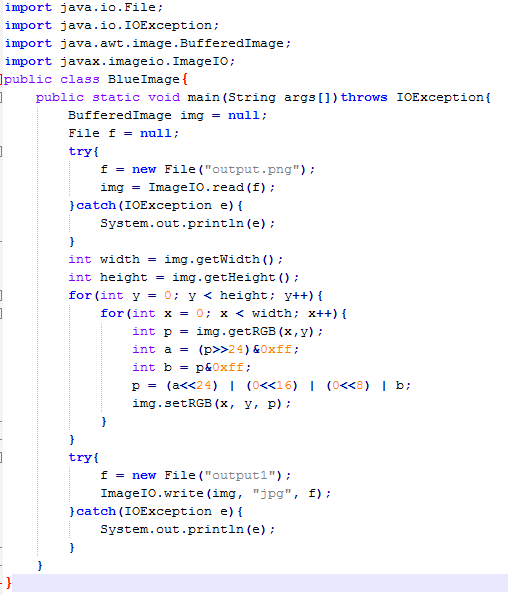 import java.io.File;
import java.io.IOException;
import java.awt.image.BufferedImage;
import javax.imageio.ImageIO;
public class BlueImage{
    public static void main(String args[])throws IOException{
        BufferedImage img = null;
        File f = null;
        try{
            f = new File("output.png");
            img = ImageIO.read(f);
        }catch(IOException e){
            System.out.println(e);
        }
        int width = img.getWidth();
        int height = img.getHeight();
        for(int y = 0; y < height; y++){
            for(int x = 0; x < width; x++){
                int p = img.getRGB(x,y);
                int a = (p>>24)&0xff;
                int b = p&0xff;
                p = (a<<24) | (0<<16) | (0<<8) | b;
                img.setRGB(x, y, p);
            }
        }
        try{
            f = new File("output1");
            ImageIO.write(img, "jpg", f);
        }catch(IOException e){
            System.out.println(e);
        }
    }
}